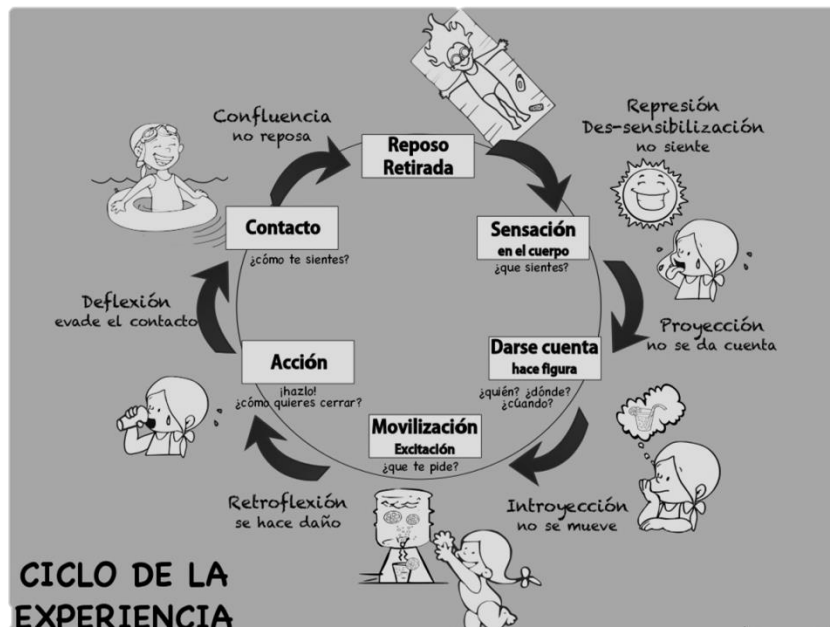 Confluencia
no reposa
Reposo
Retirada
Represión
Des-sensibilización
no siente
Contacto
¿cómo te sientes?
Sensación
en el cuerpo
¿que sientes?
Deflexión
evade el contacto
Proyección
no se da cuenta
Acción
¡hazlo!
¿cómo quieres cerrar?
Darse cuenta
hace figura
¿quién? ¿dónde?
¿cúando?
Movilización
Excitación
¿que te pide?
Retroflexión
se hace daño
Introyección
no se mueve
CICLO DE LA
EXPERIENCIA